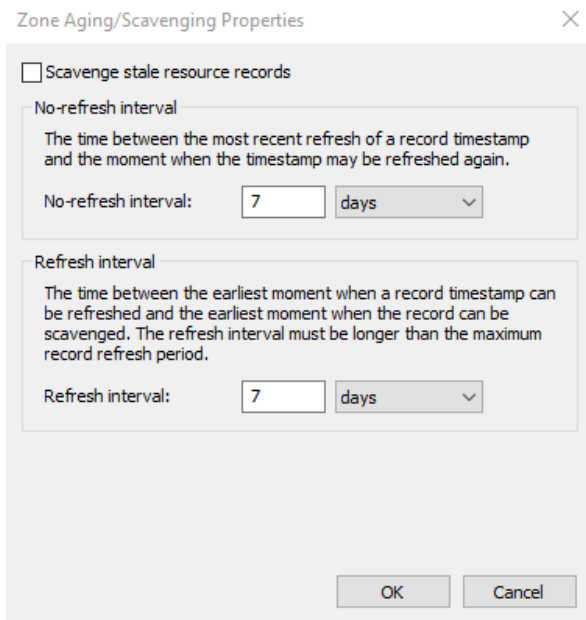 Zone Aging/Scavenging Properties
Scavenge stale resource records
No-refresh interval
The time between the most recent refresh of a record timestamp
and the moment when the timestamp may be refreshed again.
No-refresh interval: 7 days
Refresh interval
The time between the earliest moment when a record timestamp can
be refreshed and the earliest moment when the record can be
scavenged. The refresh interval must be longer than the maximum
record refresh period.
Refresh interval: 7 days
OK Cancel